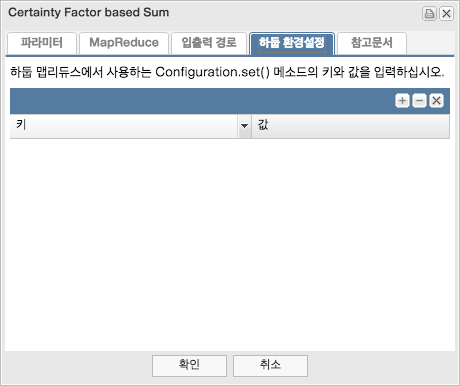 Certainty Factor based Sum
파라미터 MapReduce 입출력 경로 하둡 환경설정 참고문서
하둡 맵리듀스에서 사용하는 Configuration.set() 메소드의 키와 값을 입력하십시오.
키 값
확인 취소